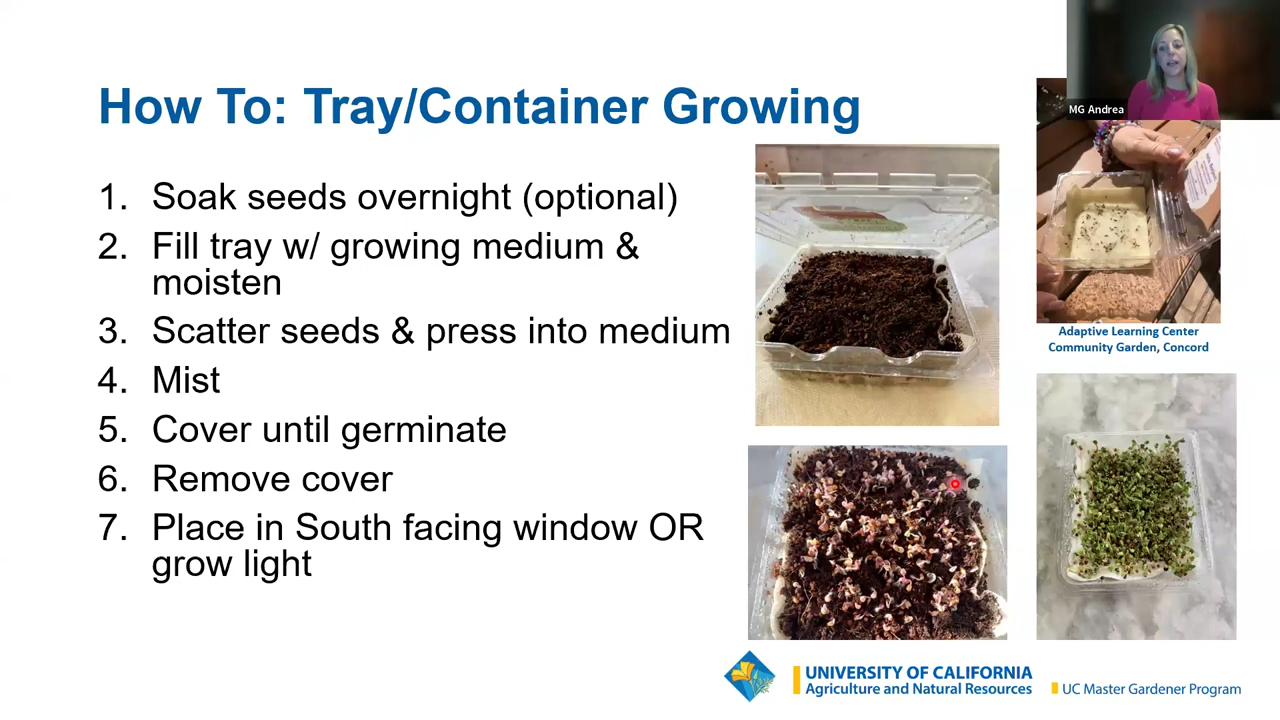 How To: Tray/Container Growing
1. Soak seeds overnight (optional)
2. Fill tray w/ growing medium &
moisten
3. Scatter seeds & press into medium
4. Mist
5. Cover until germinate
6. Remove cover
7. Place in South facing window OR
grow light
MG Andrea
Adaptive Learning Center
Community Garden, Concord
UNIVERSITY OF CALIFORNIA
Agriculture and Natural Resources
UC Master Gardener Program